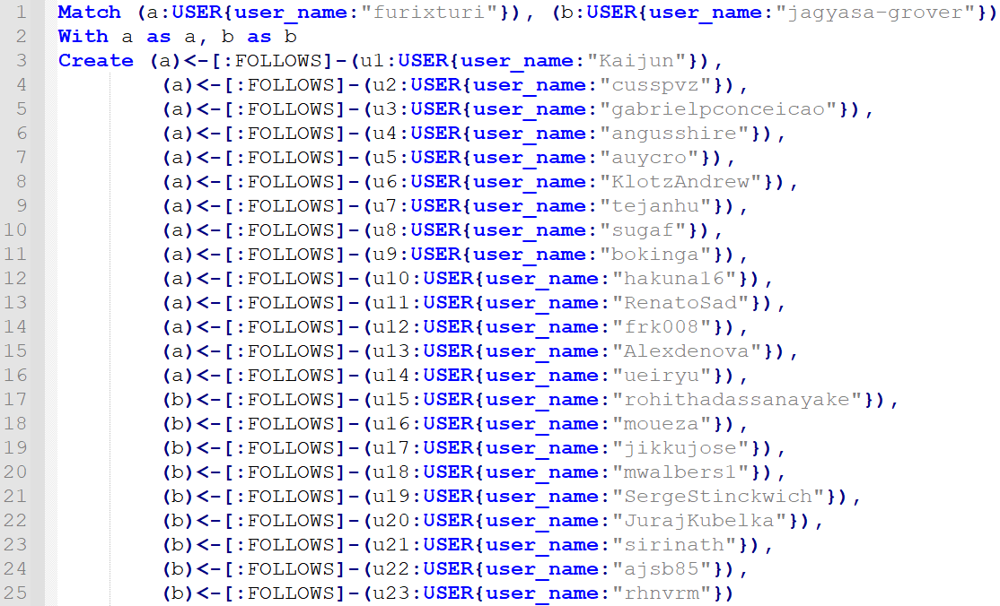 1 Match (a:USER{user_name:"furixturi"}), (b:USER{user_name:"jagyasa-grover"})
2 With a as a, b as b
3 Create (a)<-[:FOLLOWS]-(u1:USER{user_name:"Kaijun"}),
4 (a)<-[:FOLLOWS]-(u2:USER{user_name:"cusspvz"}),
5 (a)<-[:FOLLOWS]-(u3:USER{user_name:"gabrielpconceicao"}),
6 (a)<-[:FOLLOWS]-(u4:USER{user_name:"angusshire"}),
7 (a)<-[:FOLLOWS]-(u5:USER{user_name:"auycro"}),
8 (a)<-[:FOLLOWS]-(u6:USER{user_name:"KlotzAndrew"}),
9 (a)<-[:FOLLOWS]-(u7:USER{user_name:"tejanhu"}),
10 (a)<-[:FOLLOWS]-(u8:USER{user_name:"sugaf"}),
11 (a)<-[:FOLLOWS]-(u9:USER{user_name:"bokinga"}),
12 (a)<-[:FOLLOWS]-(u10:USER{user_name:"hakuna16"}),
13 (a)<-[:FOLLOWS]-(u11:USER{user_name:"RenatoSad"}),
14 (a)<-[:FOLLOWS]-(u12:USER{user_name:"frk008"}),
15 (a)<-[:FOLLOWS]-(u13:USER{user_name:"Alexdenova"}),
16 (a)<-[:FOLLOWS]-(u14:USER{user_name:"ueiryu"}),
17 (b)<-[:FOLLOWS]-(u15:USER{user_name:"rohithadassanayake"}),
18 (b)<-[:FOLLOWS]-(u16:USER{user_name:"moueza"}),
19 (b)<-[:FOLLOWS]-(u17:USER{user_name:"jikkujose"}),
20 (b)<-[:FOLLOWS]-(u18:USER{user_name:"mwalbers1"}),
21 (b)<-[:FOLLOWS]-(u19:USER{user_name:"SergeStinckwich"}),
22 (b)<-[:FOLLOWS]-(u20:USER{user_name:"JurajKubelka"}),
23 (b)<-[:FOLLOWS]-(u21:USER{user_name:"sirinath"}),
24 (b)<-[:FOLLOWS]-(u22:USER{user_name:"ajsb85"}),
25 (b)<-[:FOLLOWS]-(u23:USER{user_name:"rhnvrm"})